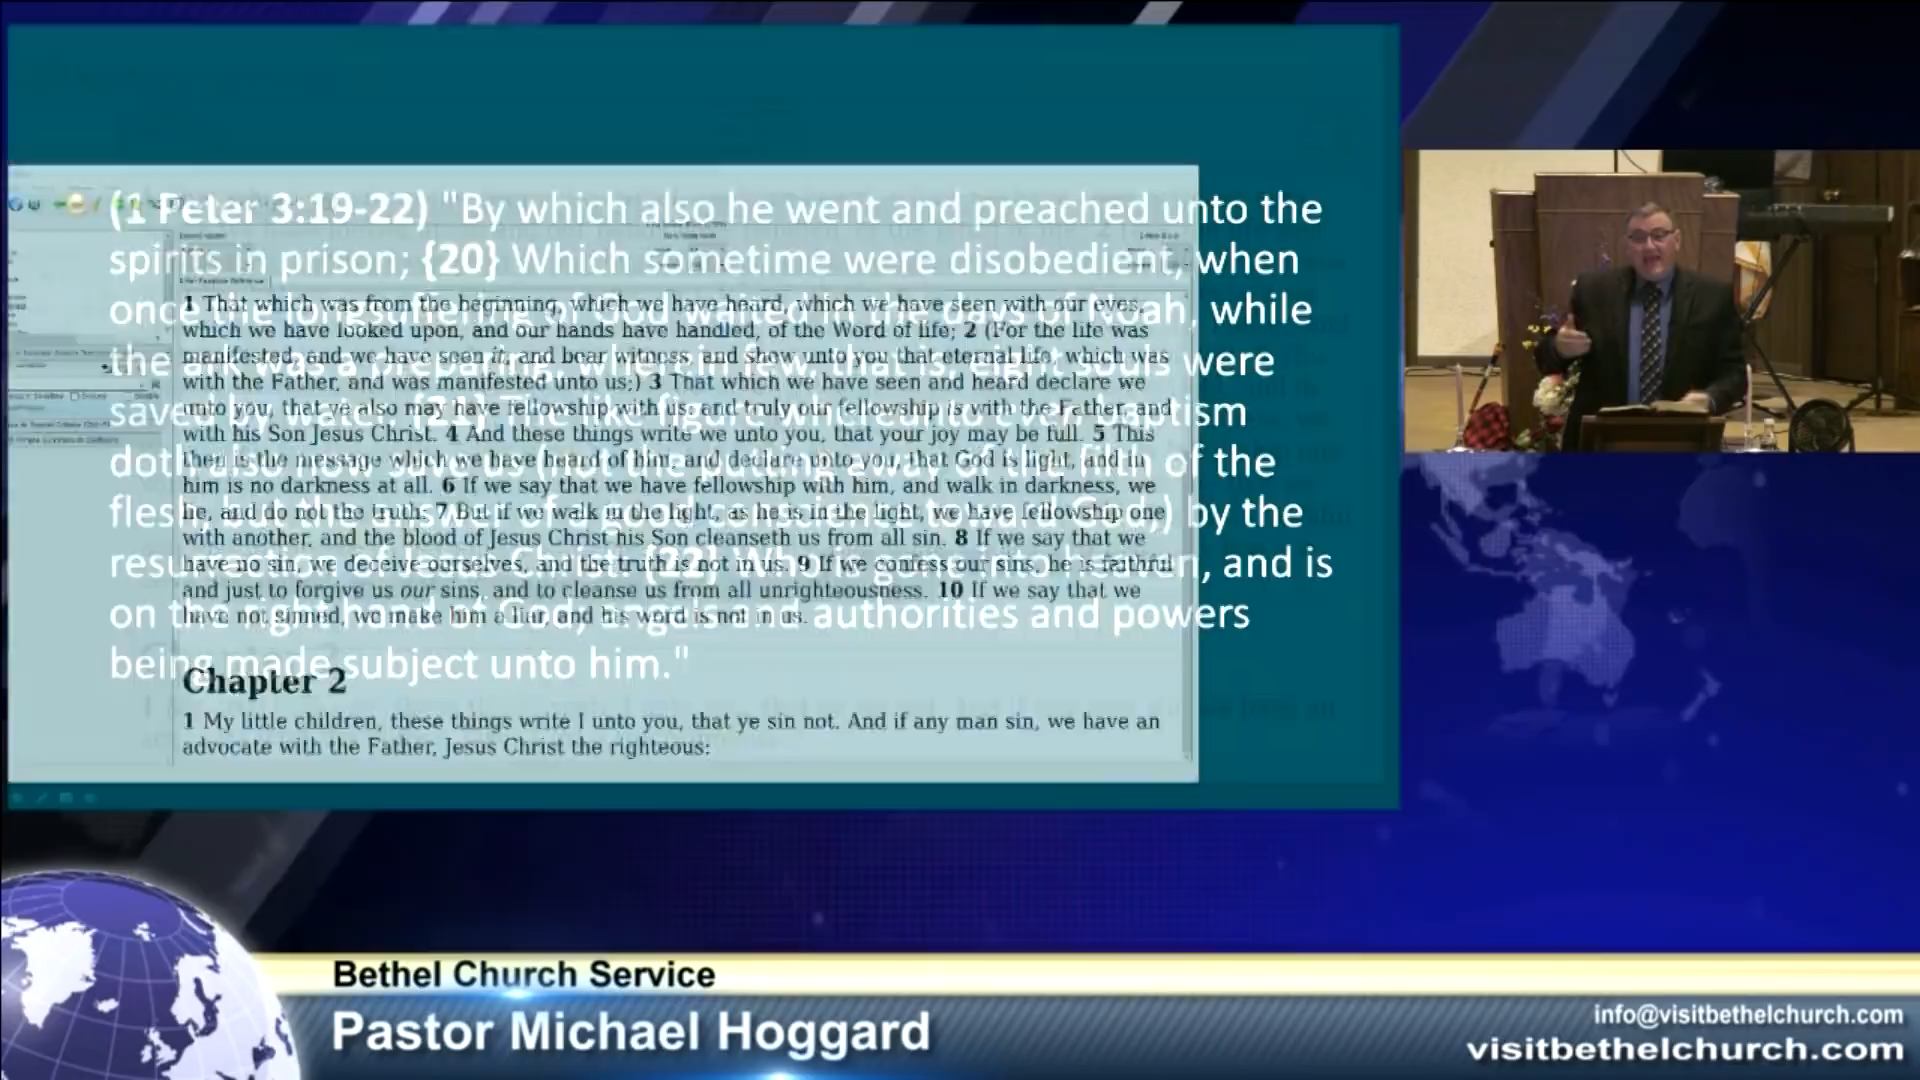 (1 Peter 3:19-22) "By which also he went and preached unto the
spirits in prison; {20} Which sometime were disobedient, when
once the longsuffering of God waited in the days of Noah, while
the ark was a preparing, wherein few, that is, eight souls were
saved by water. {21} The like figure whereunto even baptism
doth also now save us (not the putting away of the filth of the
flesh, but the answer of a good conscience toward God,) by the
resurrection of Jesus Christ: {22} Who is gone into heaven, and is
on the right hand of God; angels and authorities and powers
being made subject unto him."
1 That which was from the beginning, which we have heard, which we have seen with our eyes,
which we have looked upon, and our hands have handled, of the Word of life; 2 (For the life was
manifested, and we have seen it, and bear witness, and show unto you that eternal life, which was
with the Father, and was manifested unto us;) 3 That which we have seen and heard declare we
unto you, that ye also may have fellowship with us: and truly our fellowship is with the Father, and
with his Son Jesus Christ. 4 And these things write we unto you, that your joy may be full. 5 This
then is the message which we have heard of him, and declare unto you, that God is light, and in
him is no darkness at all. 6 If we say that we have fellowship with him, and walk in darkness, we
lie, and do not the truth: 7 But if we walk in the light, as he is in the light, we have fellowship one
with another, and the blood of Jesus Christ his Son cleanseth us from all sin. 8 If we say that we
have no sin, we deceive ourselves, and the truth is not in us. 9 If we confess our sins, he is faithful
and just to forgive us our sins, and to cleanse us from all unrighteousness. 10 If we say that we
have not sinned, we make him a liar, and his word is not in us.
Chapter 2
1 My little children, these things write I unto you, that ye sin not. And if any man sin, we have an
advocate with the Father, Jesus Christ the righteous:
Bethel Church Service
Pastor Michael Hoggard
info@visitbethelchurch.com
visitbethelchurch.com